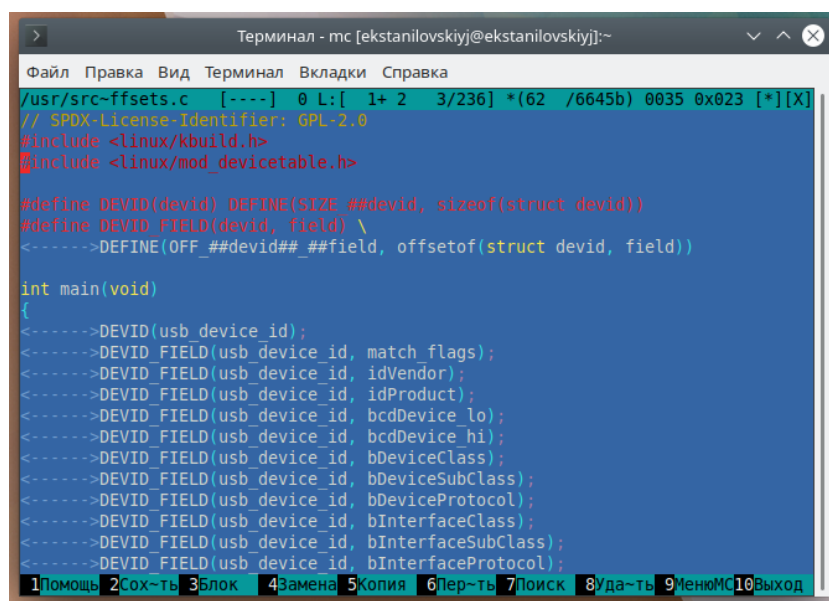 Терминал - mc [ekstanilovskiyj@ekstanilovskiyj]:~
Файл Правка Вид Терминал Вкладки Справка
/usr/src~ffsets.c [----] 0 L:[ 1+ 2 3/236] *(62 /6645b) 0035 0x023 [*][X]
// SPDX-License-Identifier: GPL-2.0
#include <linux/kbuild.h>
#include <linux/mod_devicetable.h>
#define DEVID(devid) DEFINE(SIZE_##devid, sizeof(struct devid))
#define DEVID_FIELD(devid, field) \
<------>DEFINE(OFF_##devid##_##field, offsetof(struct devid, field))
int main(void)
{
<------>DEVID(usb_device_id);
<------>DEVID_FIELD(usb_device_id, match_flags);
<------>DEVID_FIELD(usb_device_id, idVendor);
<------>DEVID_FIELD(usb_device_id, idProduct);
<------>DEVID_FIELD(usb_device_id, bcdDevice_lo);
<------>DEVID_FIELD(usb_device_id, bcdDevice_hi);
<------>DEVID_FIELD(usb_device_id, bDeviceClass);
<------>DEVID_FIELD(usb_device_id, bDeviceSubClass);
<------>DEVID_FIELD(usb_device_id, bDeviceProtocol);
<------>DEVID_FIELD(usb_device_id, bInterfaceClass);
<------>DEVID_FIELD(usb_device_id, bInterfaceSubClass);
<------>DEVID_FIELD(usb_device_id, bInterfaceProtocol);
1Помощь 2Сох~ть 3Блок 4Замена 5Копия 6Пер~ть 7Поиск 8Уда~ть 9МенюMC 10Выход